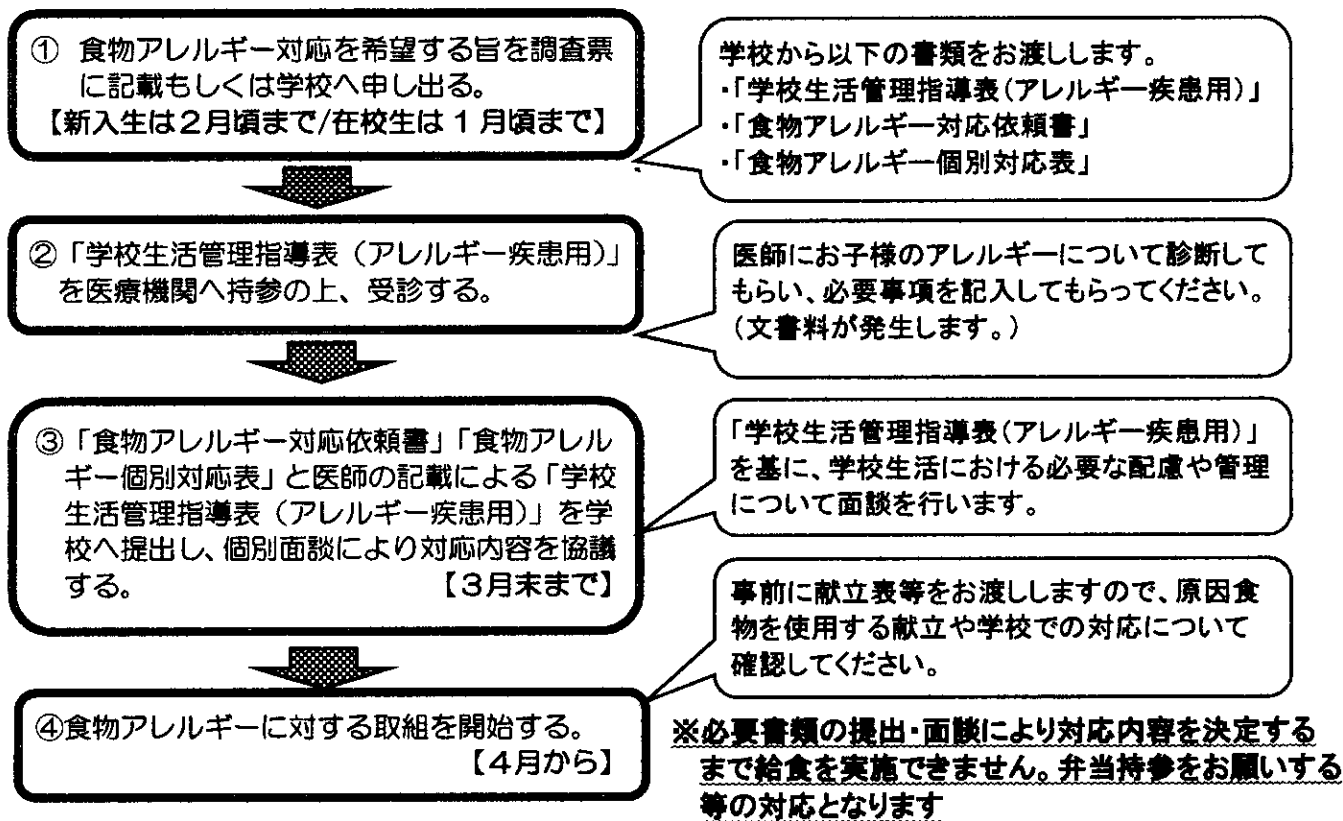 ① 食物アレルギー対応を希望する旨を調査票
に記載もしくは学校へ申し出る。
【新入生は２月頃まで/在校生は１月頃まで】
学校から以下の書類をお渡しします。
・「学校生活管理指導表(アレルギー疾患用)」
・「食物アレルギー対応依頼書」
・「食物アレルギー個別対応表」
②「学校生活管理指導表（アレルギー疾患用）」
を医療機関へ持参の上、受診する。
医師にお子様のアレルギーについて診断して
もらい、必要事項を記入してもらってください。
(文書料が発生します。)
③「食物アレルギー対応依頼書」「食物アレル
ギー個別対応表」と医師の記載による「学校
生活管理指導表（アレルギー疾患用）」を学
校へ提出し、個別面談により対応内容を協議
する。 【３月末まで】
「学校生活管理指導表(アレルギー疾患用)」
を基に、学校生活における必要な配慮や管理
について面談を行います。
事前に献立表等をお渡ししますので、原因食
物を使用する献立や学校での対応について
確認してください。
④食物アレルギーに対する取組を開始する。
【４月から】
※必要書類の提出・面談により対応内容を決定する
まで給食を実施できません。弁当持参をお願いする
等の対応となります